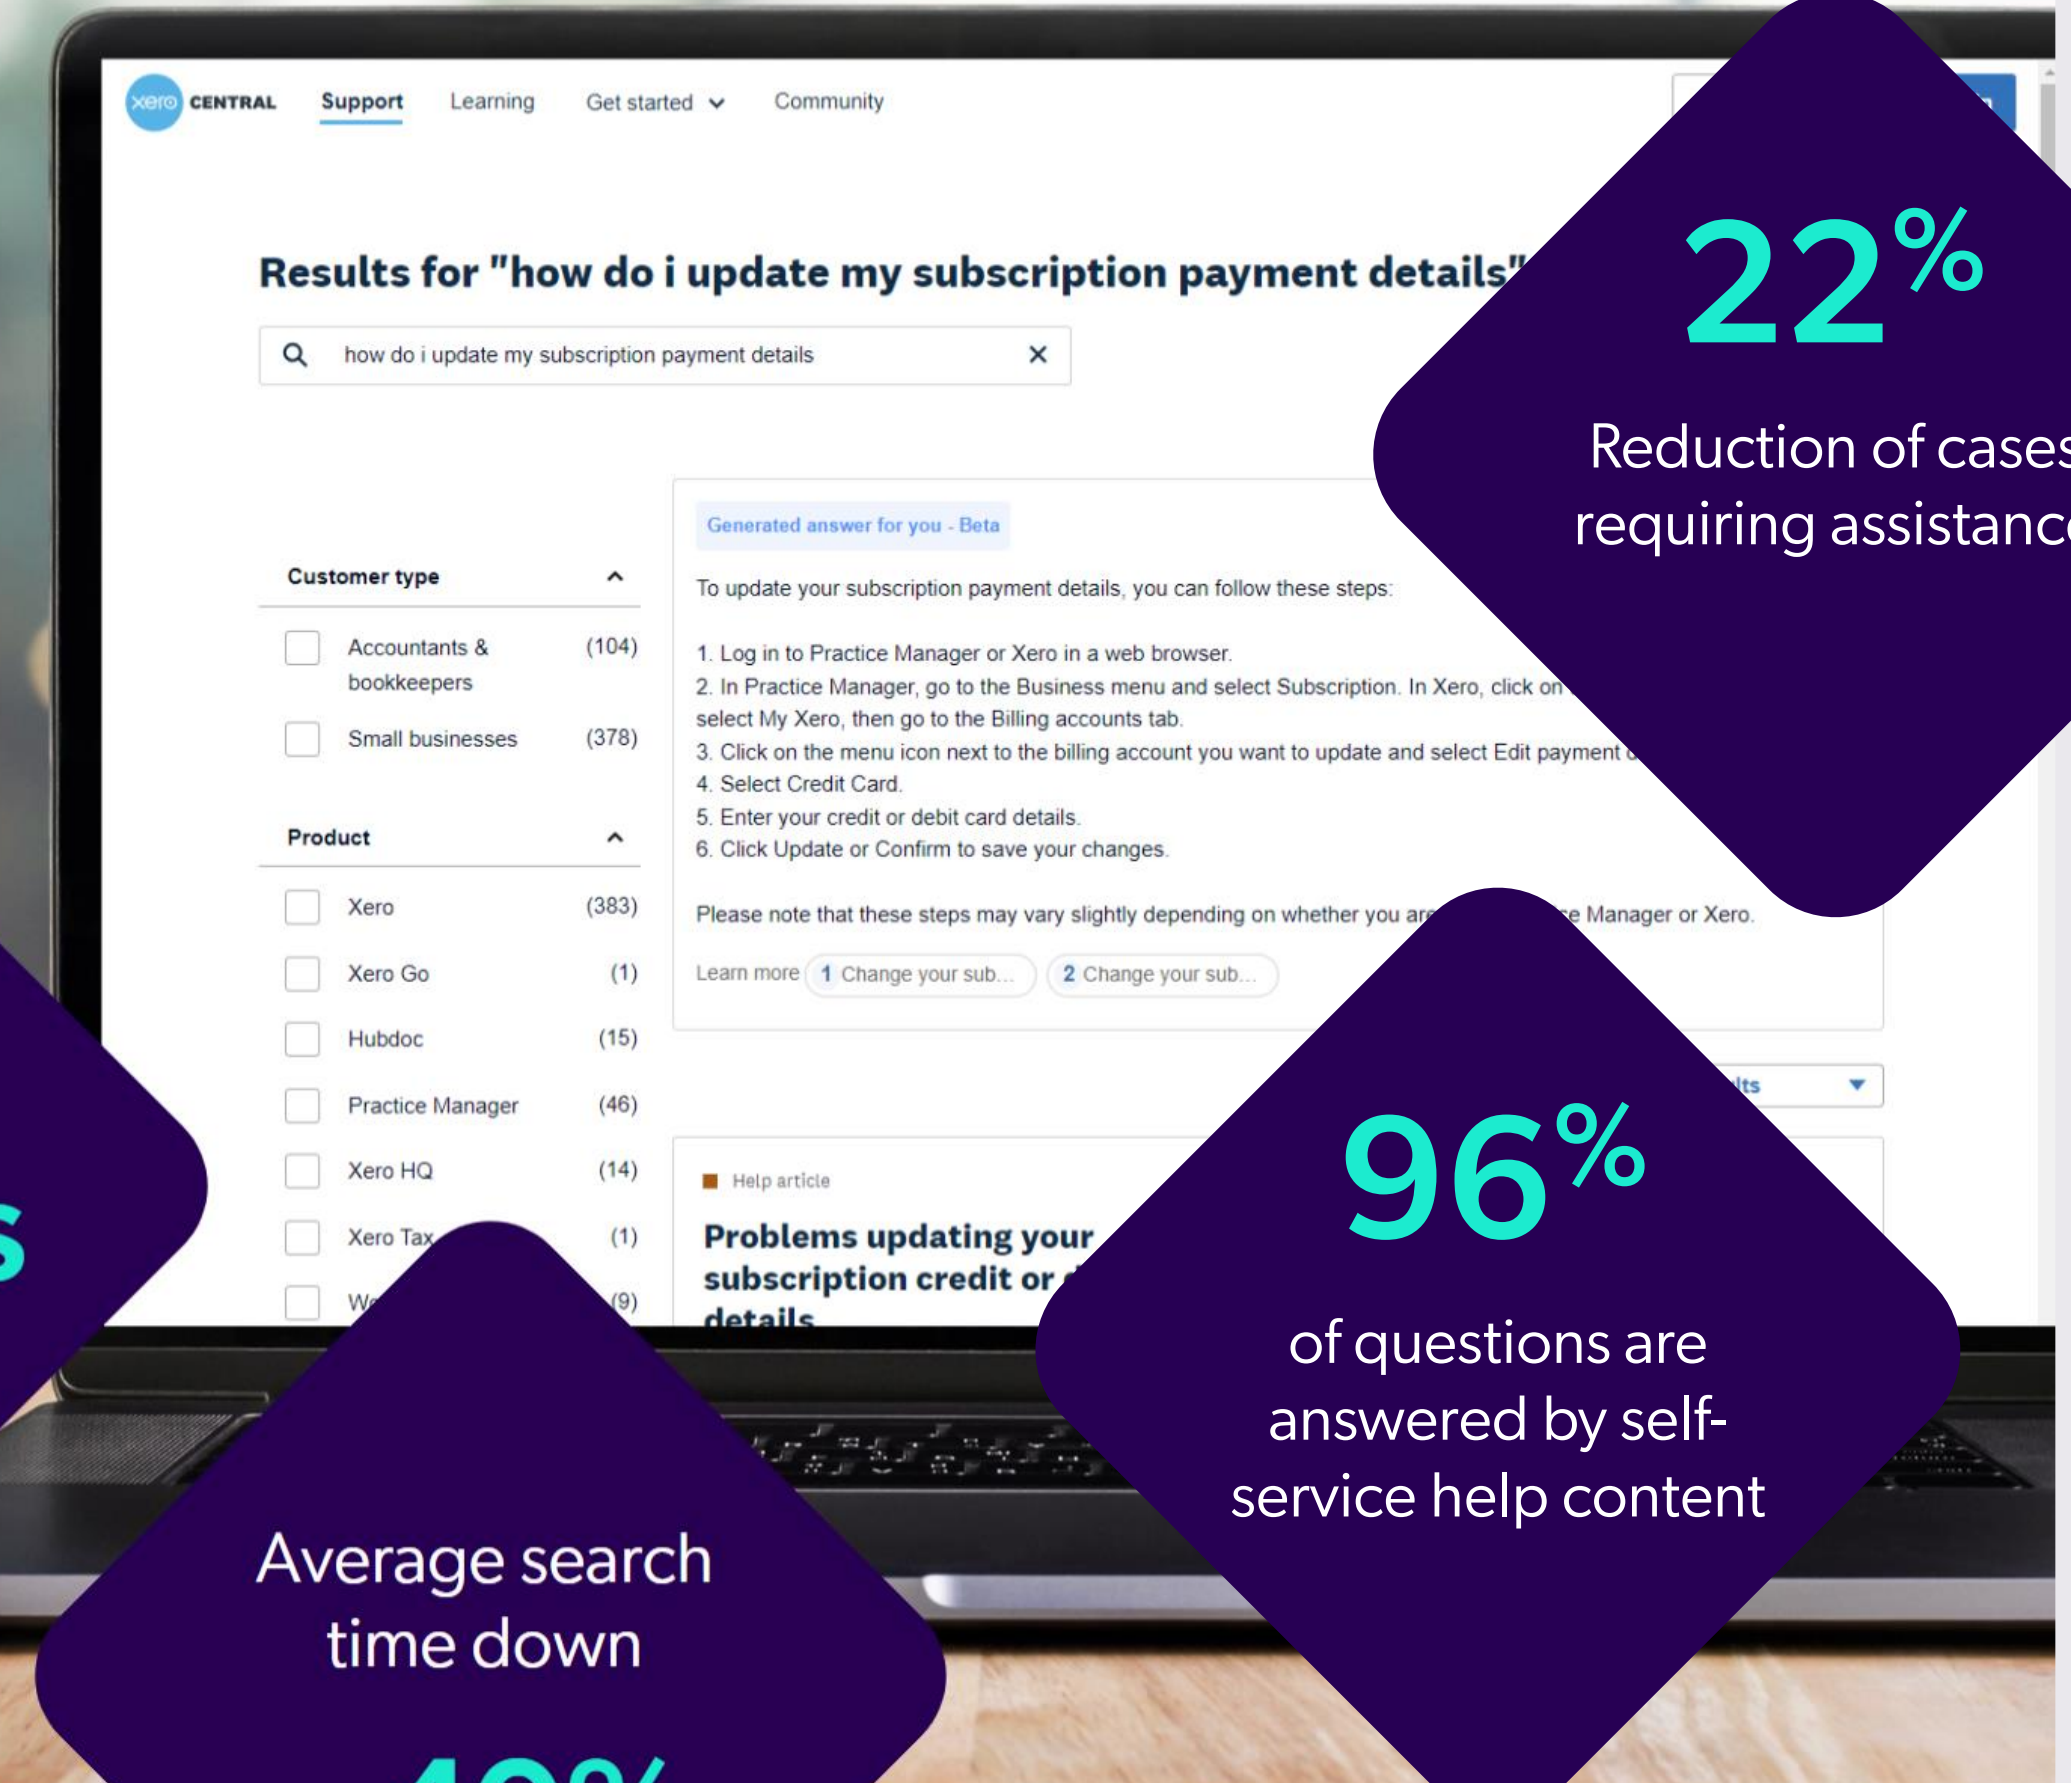 xero CENTRAL Support Learning Get started Community
Results for "how do i update my subscription payment details"
how do i update my subscription payment details
22%
Reduction of cases
requiring assistance
Customer type
Accountants & (104)
bookkeepers
Small businesses (378)
Product
Xero (383)
Xero Go (1)
Hubdoc (15)
Practice Manager (46)
Xero HQ (14)
Xero Tax (1)
(9)
Generated answer for you - Beta
To update your subscription payment details, you can follow these steps:
1. Log in to Practice Manager or Xero in a web browser.
2. In Practice Manager, go to the Business menu and select Subscription. In Xero, click on
select My Xero, then go to the Billing accounts tab.
3. Click on the menu icon next to the billing account you want to update and select Edit payment
4. Select Credit Card.
5. Enter your credit or debit card details.
6. Click Update or Confirm to save your changes.
Please note that these steps may vary slightly depending on whether you are Manager or Xero.
Learn more 1 Change your sub... 2 Change your sub...
Help article
Problems updating your
subscription credit or
details
96%
of questions are
answered by self-
service help content
Average search
time down